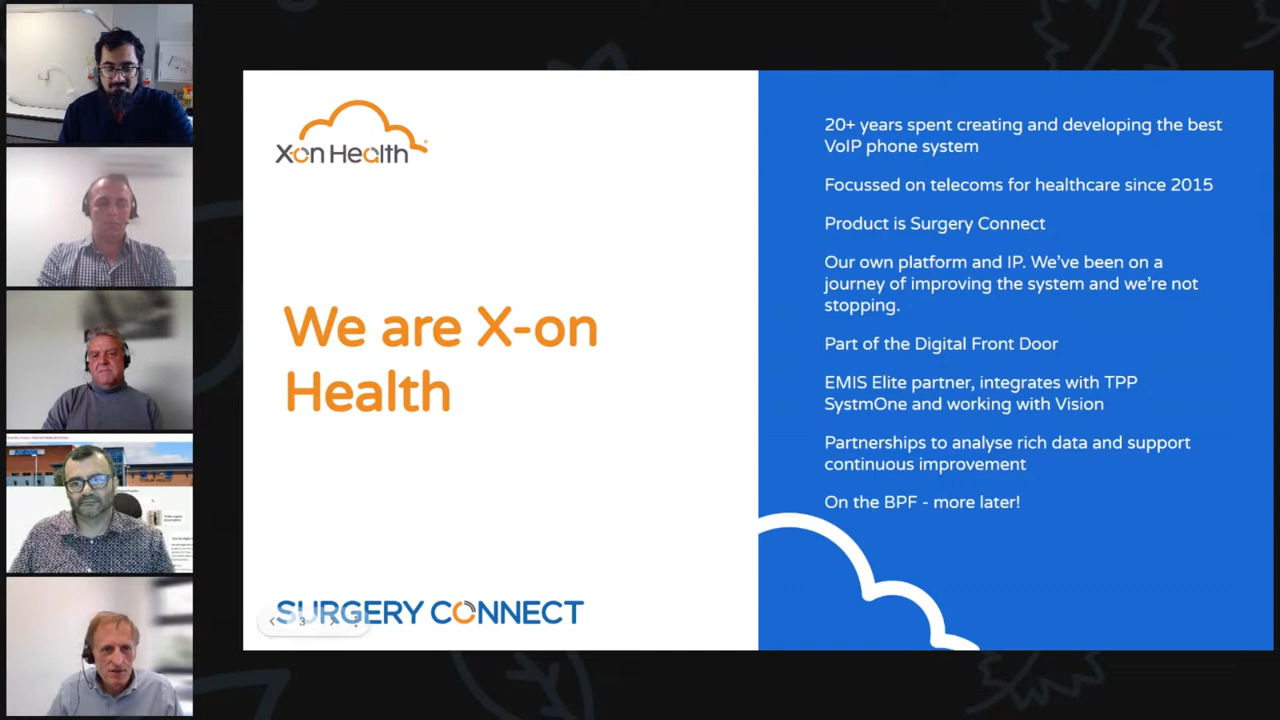 X-on Health
We are X-on
Health
SURGERY CONNECT
3
20+ years spent creating and developing the best
VoIP phone system
Focussed on telecoms for healthcare since 2015
Product is Surgery Connect
Our own platform and IP. We've been on a
journey of improving the system and we're not
stopping.
Part of the Digital Front Door
EMIS Elite partner, integrates with TPP
SystmOne and working with Vision
Partnerships to analyse rich data and support
continuous improvement
On the BPF - more later!